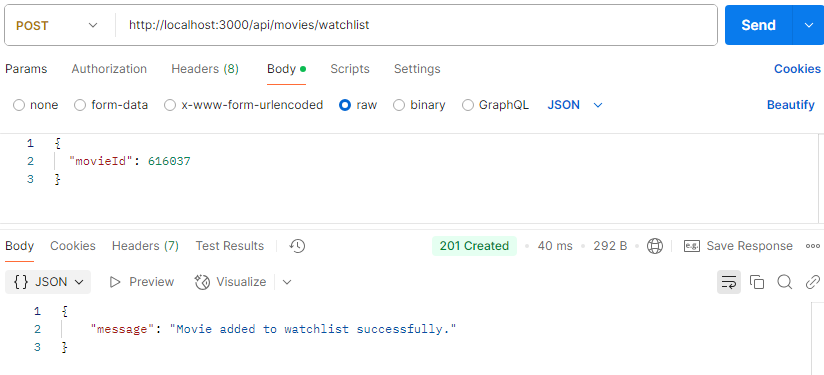 POST http://localhost:3000/api/movies/watchlist Send
Params Authorization Headers (8) Body Scripts Settings Cookies
none form-data x-www-form-urlencoded raw binary GraphQL JSON Beautify
1 {
2 "movieId": 616037
3 }
Body Cookies Headers (7) Test Results 201 Created 40 ms 292 B e.g. Save Response
{} JSON Preview Visualize
1 {
2 "message": "Movie added to watchlist successfully."
3 }